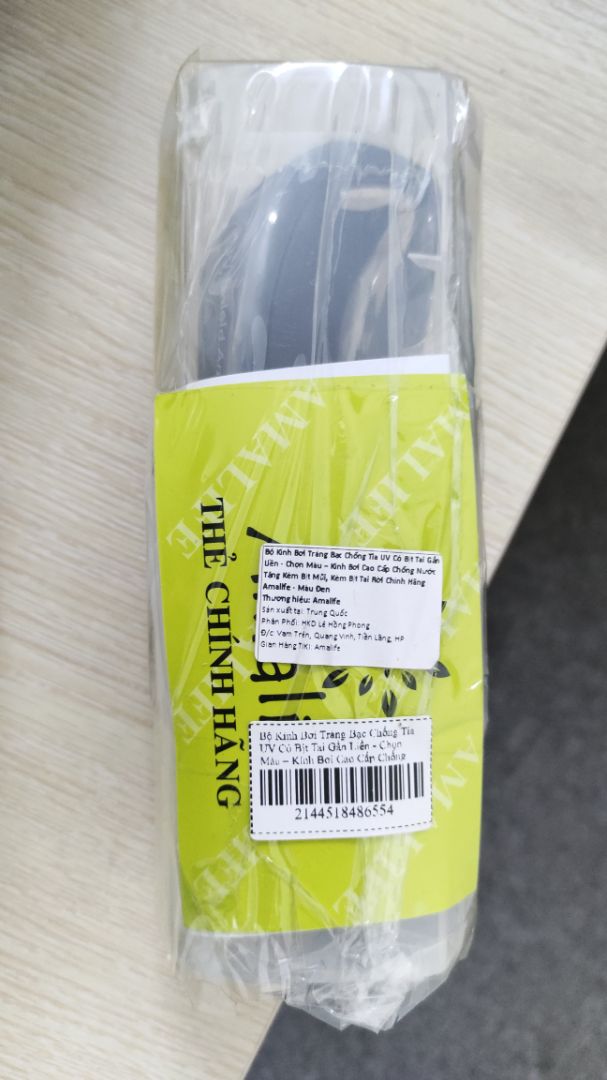 AMALIFE
THẺ CHÍNH HÃNG
Bộ Kính Bơi Tráng Bạc Chống Tia UV Có Bịt Tai Gắn
Liền - Chọn Màu – Kính Bơi Cao Cấp Chống Nước
Tặng Kèm Bịt Mũi, Kèm Bịt Tai Rời Chính Hãng
Amalife - Màu Đen
Thương hiệu: Amalife
Sản xuất tại: Trung Quốc
Phân Phối: HKD Lê Hồng Phong
Đ/c: Vam Trên, Quang Vinh, Tiên Lãng, HP
Gian Hàng TIKI: Amalife
Bộ Kính Bơi Tráng Bạc Chống Tia
UV Có Bịt Tai Gắn Liền - Chọn
Màu – Kính Bơi Cao Cấp Chống
2144518486554